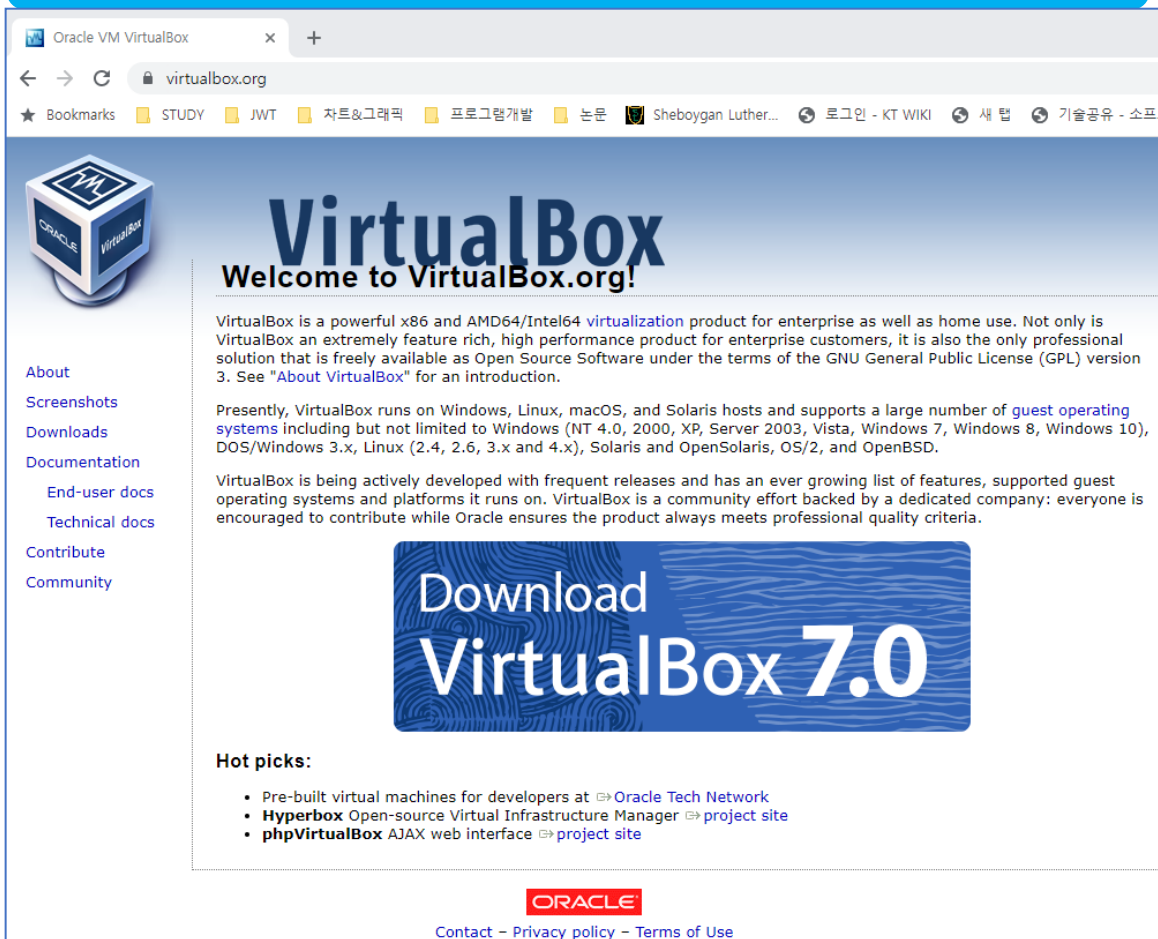 Oracle VM VirtualBox
virtualbox.org
Bookmarks STUDY JWT 차트&그래픽 프로그램개발 논문 Sheboygan Luther... 로그인 - KT WIKI 새 탭 기술공유 - 소프
ORACLE VirtualBox
VirtualBox
Welcome to VirtualBox.org!
VirtualBox is a powerful x86 and AMD64/Intel64 virtualization product for enterprise as well as home use. Not only is
VirtualBox an extremely feature rich, high performance product for enterprise customers, it is also the only professional
solution that is freely available as Open Source Software under the terms of the GNU General Public License (GPL) version
3. See "About VirtualBox" for an introduction.
Presently, VirtualBox runs on Windows, Linux, macOS, and Solaris hosts and supports a large number of guest operating
systems including but not limited to Windows (NT 4.0, 2000, XP, Server 2003, Vista, Windows 7, Windows 8, Windows 10),
DOS/Windows 3.x, Linux (2.4, 2.6, 3.x and 4.x), Solaris and OpenSolaris, OS/2, and OpenBSD.
VirtualBox is being actively developed with frequent releases and has an ever growing list of features, supported guest
operating systems and platforms it runs on. VirtualBox is a community effort backed by a dedicated company: everyone is
encouraged to contribute while Oracle ensures the product always meets professional quality criteria.
About
Screenshots
Downloads
Documentation
End-user docs
Technical docs
Contribute
Community
Download
VirtualBox 7.0
Hot picks:
• Pre-built virtual machines for developers at Oracle Tech Network
• Hyperbox Open-source Virtual Infrastructure Manager project site
• phpVirtualBox AJAX web interface project site
ORACLE
Contact – Privacy policy – Terms of Use